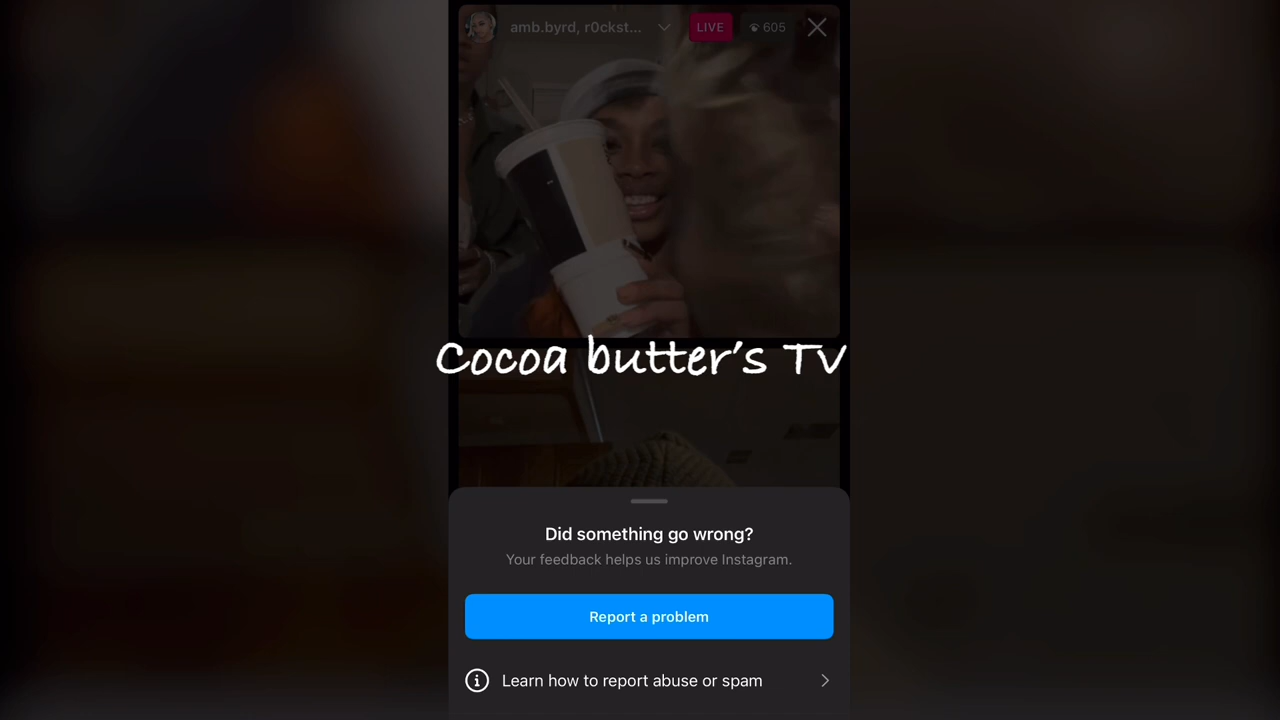 amb.byrd, r0ckst...
LIVE
605
Cocoa butter's TV
Did something go wrong?
Your feedback helps us improve Instagram.
Report a problem
Learn how to report abuse or spam